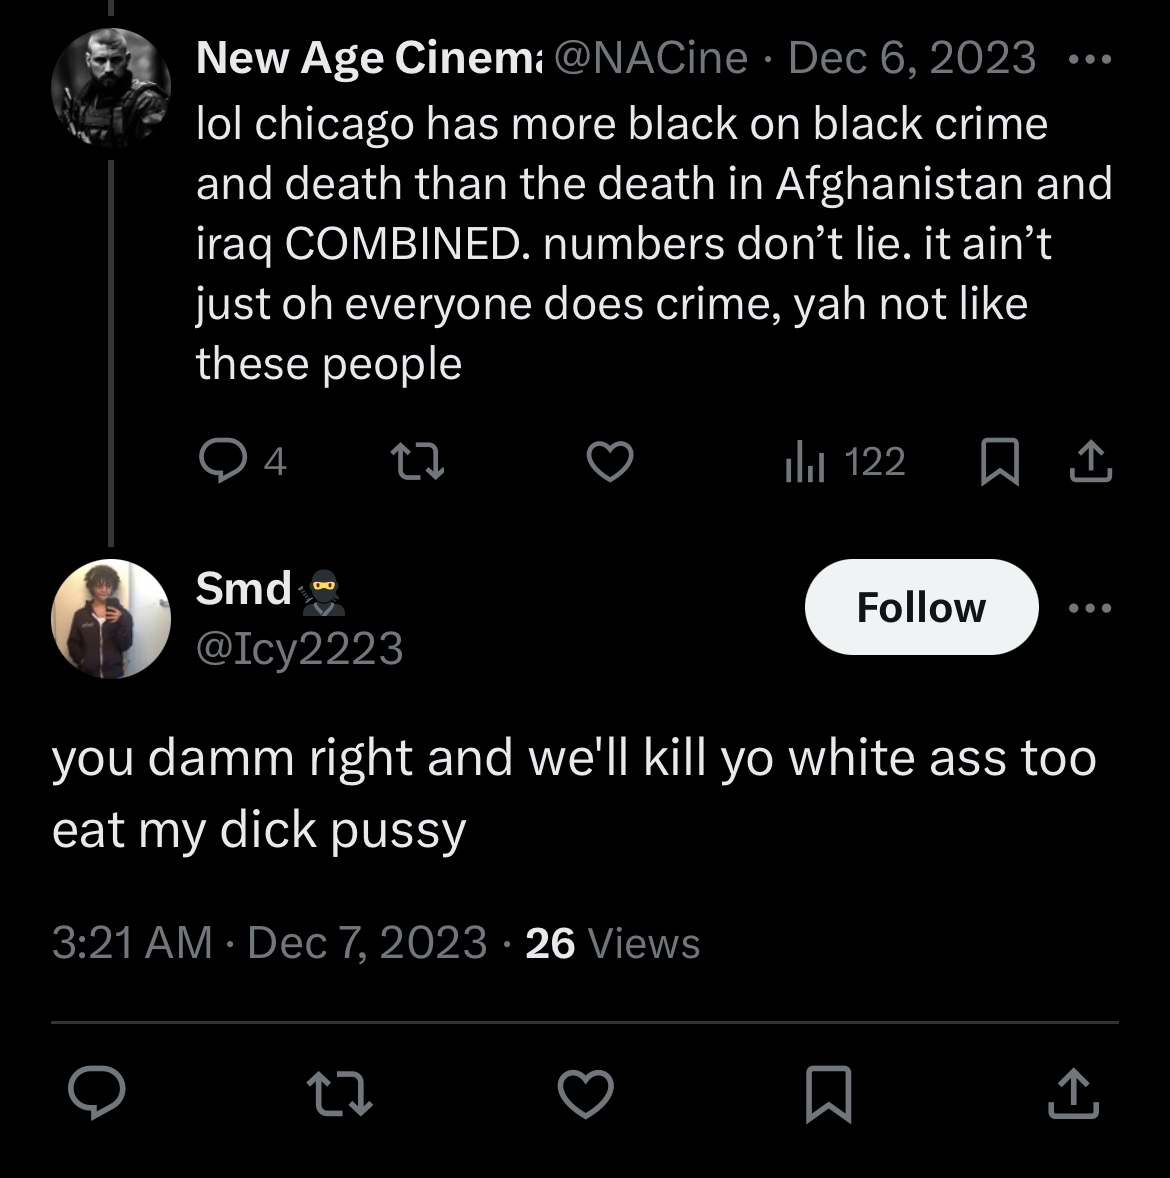 New Age Cinema @NACine · Dec 6, 2023
lol chicago has more black on black crime
and death than the death in Afghanistan and
iraq COMBINED. numbers don’t lie. it ain’t
just oh everyone does crime, yah not like
these people
4 122
Smd🥷
Follow
@Icy2223
you damm right and we'll kill yo white ass too
eat my dick pussy
3:21 AM · Dec 7, 2023 · 26 Views